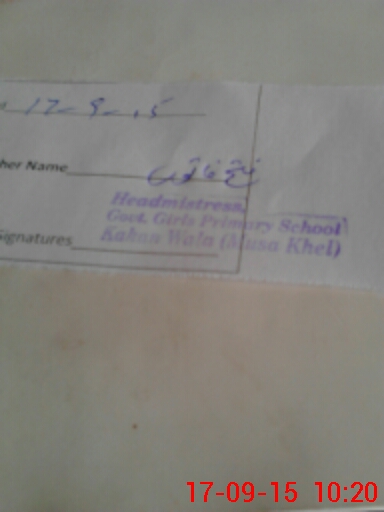 17-9-15
her Name
Headmistress,
Govt. Girls Primary School
Signatures Kakan Wala (Musa Khel)
17-09-15 10:20